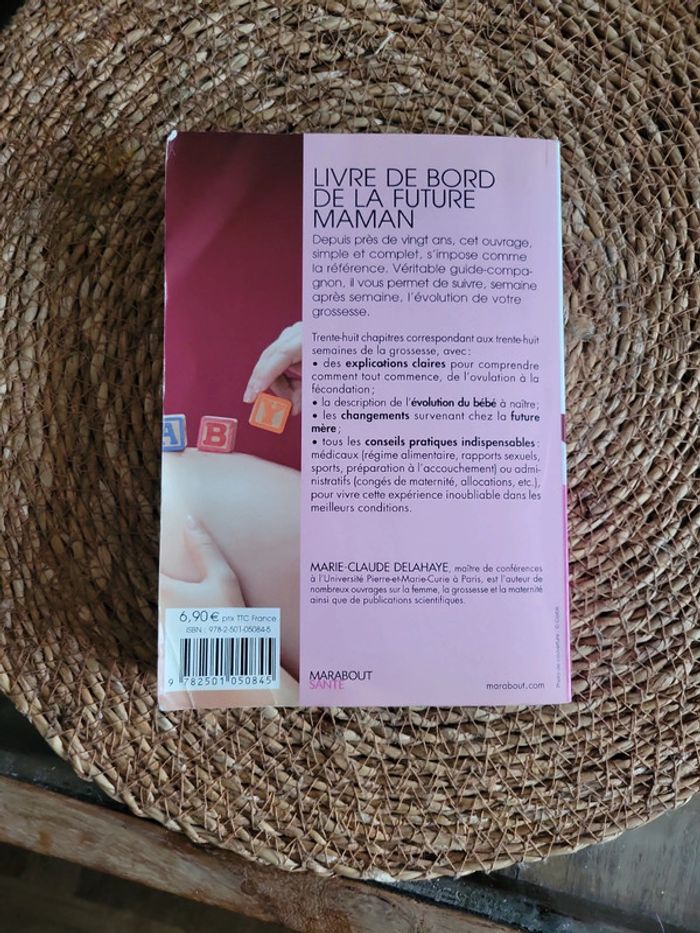 LIVRE DE BORD
DE LA FUTURE
MAMAN
Depuis près de vingt ans, cet ouvrage,
simple et complet, s'impose comme
la référence. Véritable guide-compa-
gnon, il vous permet de suivre, semaine
après semaine, l'évolution de votre
grossesse.
Trente-huit chapitres correspondant aux trente-huit
semaines de la grossesse, avec :
• des explications claires pour comprendre
comment tout commence, de l'ovulation à la
fécondation ;
• la description de l'évolution du bébé à naître ;
• les changements survenant chez la future
mère ;
• tous les conseils pratiques indispensables :
médicaux (régime alimentaire, rapports sexuels,
sports, préparation à l'accouchement) ou admi-
nistratifs (congés de maternité, allocations, etc.),
pour vivre cette expérience inoubliable dans les
meilleurs conditions.
MARIE-CLAUDE DELAHAYE, maître de conférences
à l'Université Pierre-et-Marie-Curie à Paris, est l'auteur de
nombreux ouvrages sur la femme, la grossesse et la maternité
ainsi que de publications scientifiques.
A B Y
6,90 € prix TTC France
ISBN : 978-2-501-05084-5
9 782501 050845
MARABOUT
SANTÉ
marabout.com
Photo de couverture : © Corbis